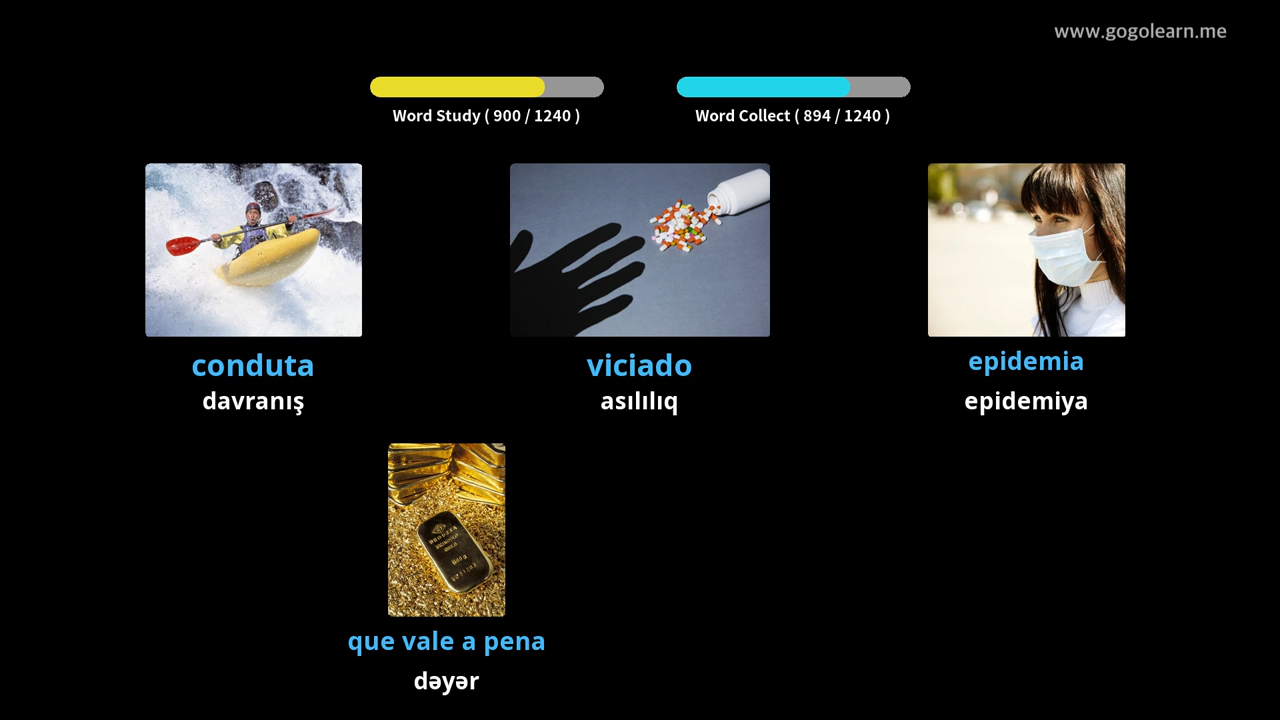 www.gogolearn.me
Word Study ( 900 / 1240 )
Word Collect ( 894 / 1240 )
conduta
viciado
epidemia
davranış
asılılıq
epidemiya
que vale a pena
dəyər